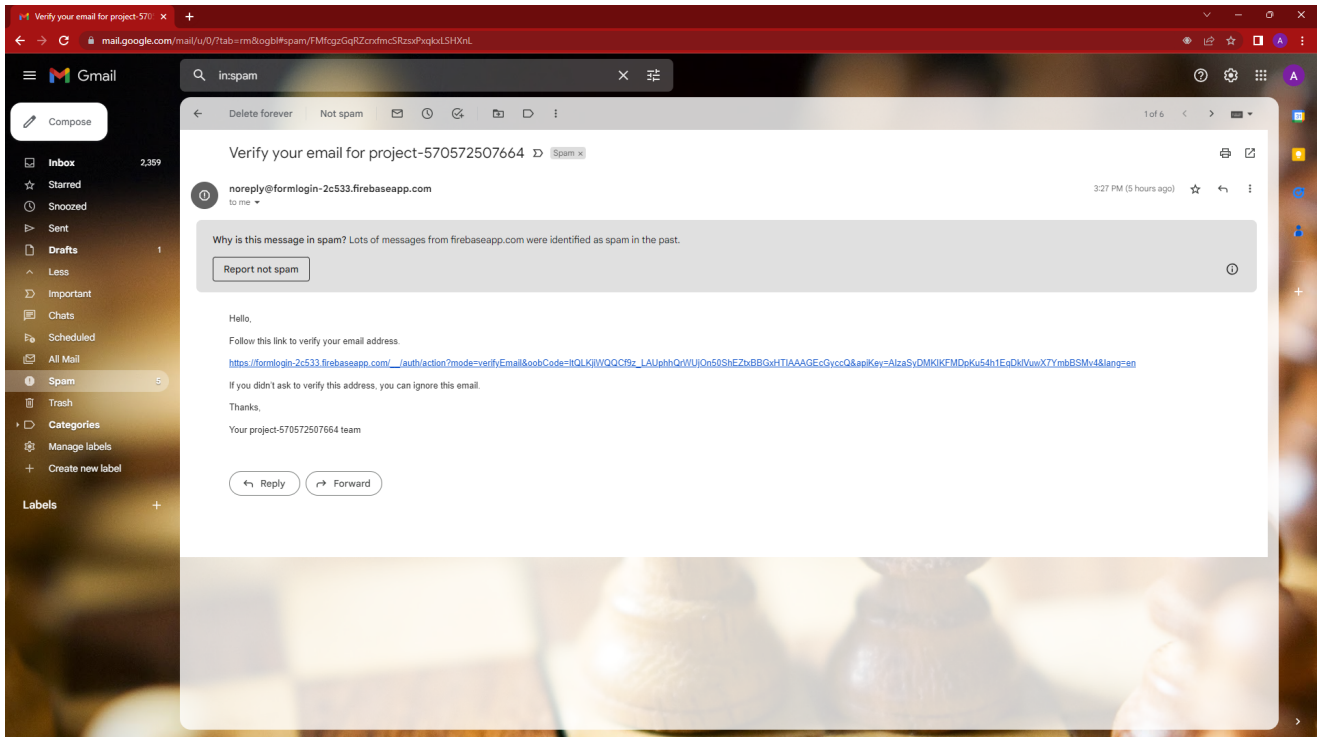 Verify your email for project-570
mail.google.com/mail/u/0/?tab=rm&ogbl#spam/FMfcgzGqRZcrxfmcSRzsxPxqkxLSHXnL
Gmail
in:spam
A
Compose
Delete forever
Not spam
1 of 6
Inbox 2,359
Starred
Snoozed
Sent
Drafts 1
Less
Important
Chats
Scheduled
All Mail
Spam 5
Trash
Categories
Manage labels
Create new label
Labels
Verify your email for project-570572507664 Spam x
noreply@formlogin-2c533.firebaseapp.com 3:27 PM (5 hours ago)
to me
Why is this message in spam? Lots of messages from firebaseapp.com were identified as spam in the past.
Report not spam
Hello,
Follow this link to verify your email address.
https://formlogin-2c533.firebaseapp.com/__/auth/action?mode=verifyEmail&oobCode=ItQLKjiWQQCf9z_LAUphhQrWUjOn50ShEZtxBBGxHTIAAAGEcGyccQ&apiKey=AIzaSyDMKIKFMDpKu54h1EqDkIVuwX7YmbBSMv4&lang=en
If you didn't ask to verify this address, you can ignore this email.
Thanks,
Your project-570572507664 team
Reply
Forward